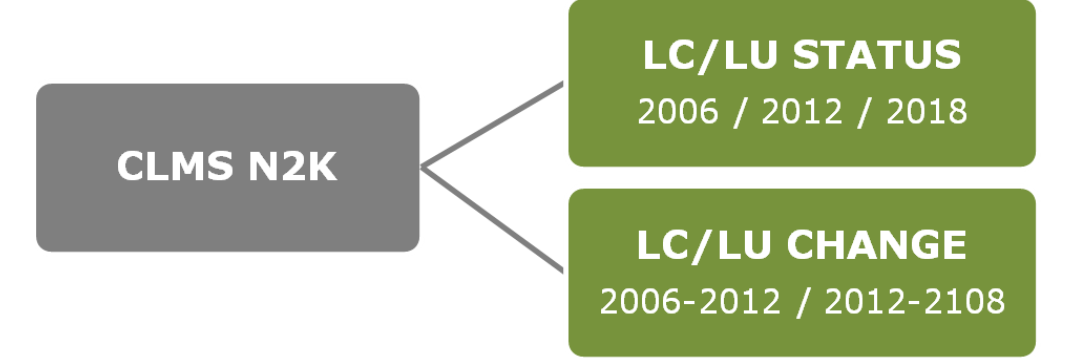 CLMS N2K
LC/LU STATUS
2006 / 2012 / 2018
LC/LU CHANGE
2006-2012 / 2012-2108